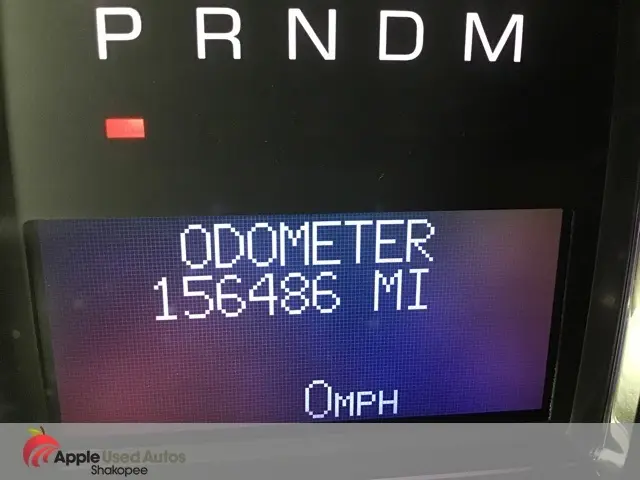 P R N D M
ODOMETER
156486 MI
0MPH
Apple Used Autos
Shakopee